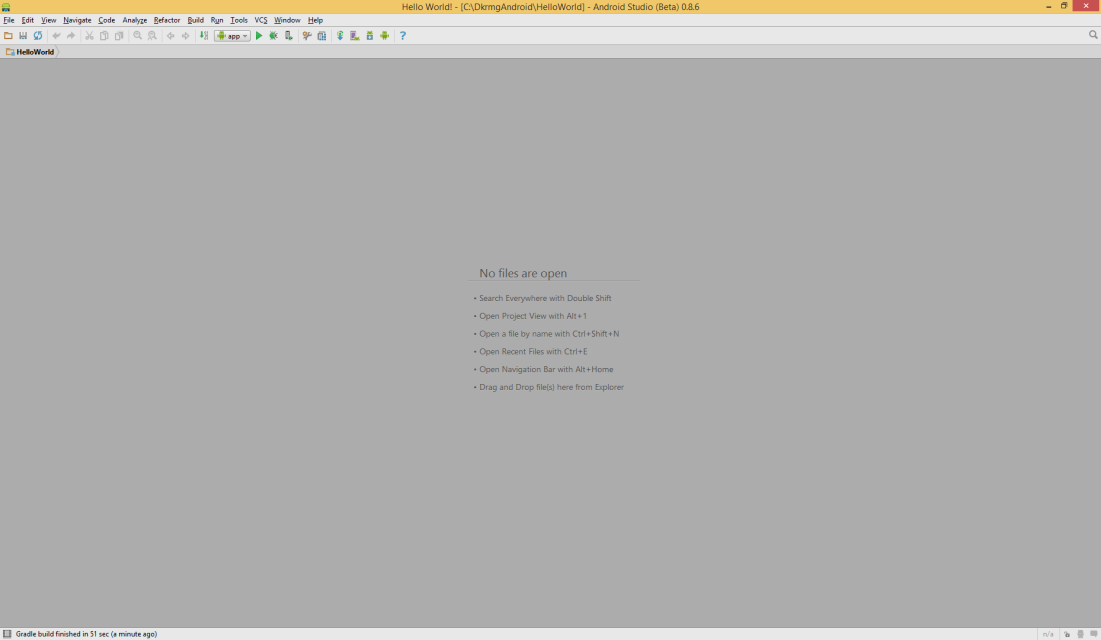 Hello World! - [C:\DkrmgAndroid\HelloWorld] - Android Studio (Beta) 0.8.6
File Edit View Navigate Code Analyze Refactor Build Run Tools VCS Window Help
app
?
HelloWorld
No files are open
• Search Everywhere with Double Shift
• Open Project View with Alt+1
• Open a file by name with Ctrl+Shift+N
• Open Recent Files with Ctrl+E
• Open Navigation Bar with Alt+Home
• Drag and Drop file(s) here from Explorer
Gradle build finished in 51 sec (a minute ago)
n/a